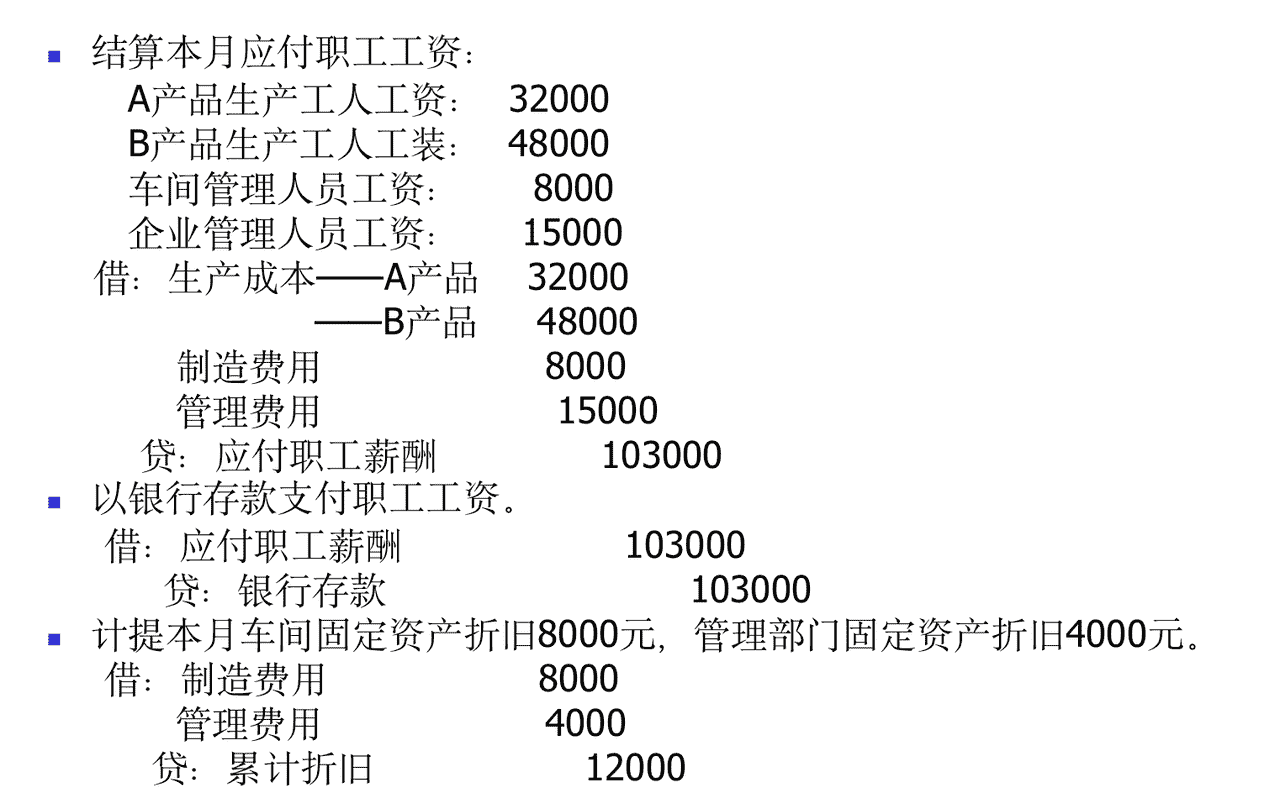 结算本月应付职工工资：
A产品生产工人工资： 32000
B产品生产工人工装： 48000
车间管理人员工资： 8000
企业管理人员工资： 15000
借： 生产成本——A产品 32000
——B产品 48000
制造费用 8000
管理费用 15000
贷： 应付职工薪酬 103000
以银行存款支付职工工资。
借： 应付职工薪酬 103000
贷： 银行存款 103000
计提本月车间固定资产折旧8000元，管理部门固定资产折旧4000元。
借： 制造费用 8000
管理费用 4000
贷： 累计折旧 12000